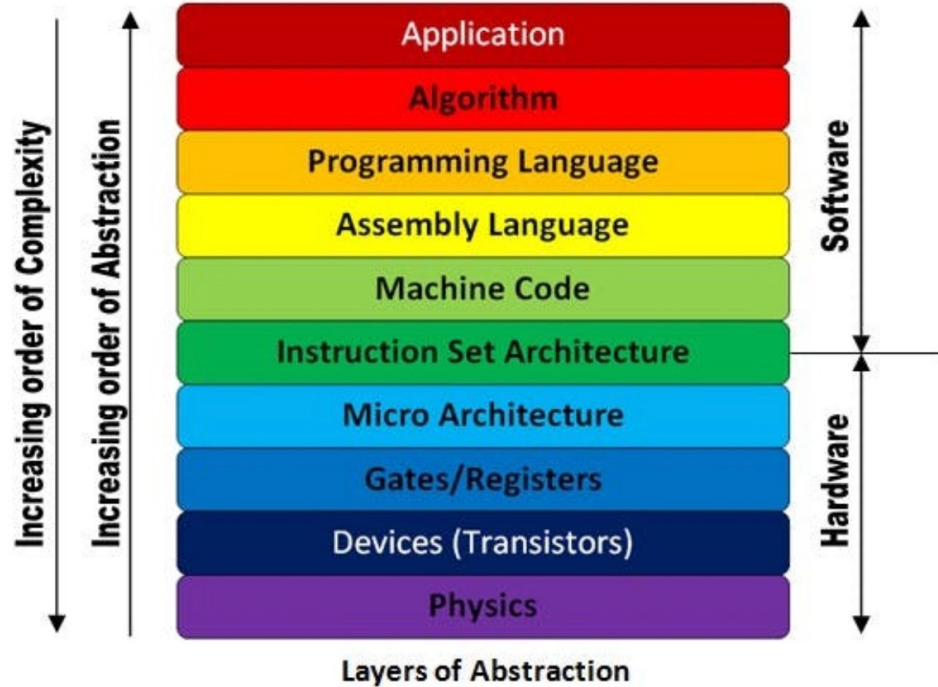 Increasing order of Complexity
Increasing order of Abstraction
Application
Algorithm
Programming Language
Assembly Language
Machine Code
Instruction Set Architecture
Micro Architecture
Gates/Registers
Devices (Transistors)
Physics
Software
Hardware
Layers of Abstraction